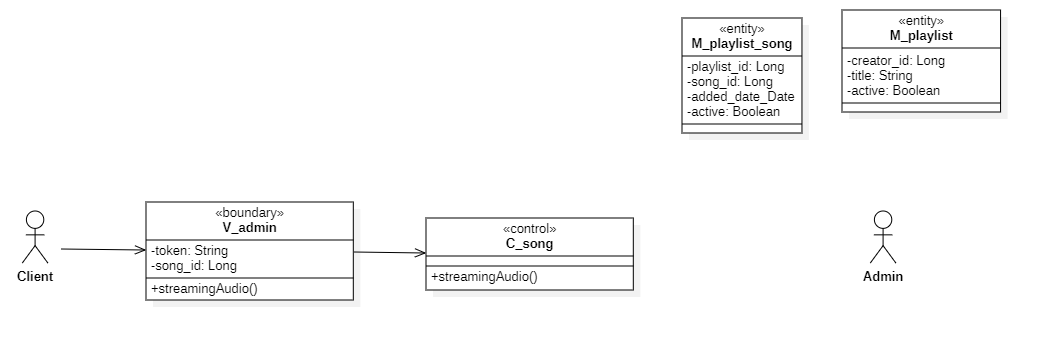 «entity»
M_playlist_song
-playlist_id: Long
-song_id: Long
-added_date_Date
-active: Boolean
«entity»
M_playlist
-creator_id: Long
-title: String
-active: Boolean
Client
«boundary»
V_admin
-token: String
-song_id: Long
+streamingAudio()
«control»
C_song
+streamingAudio()
Admin